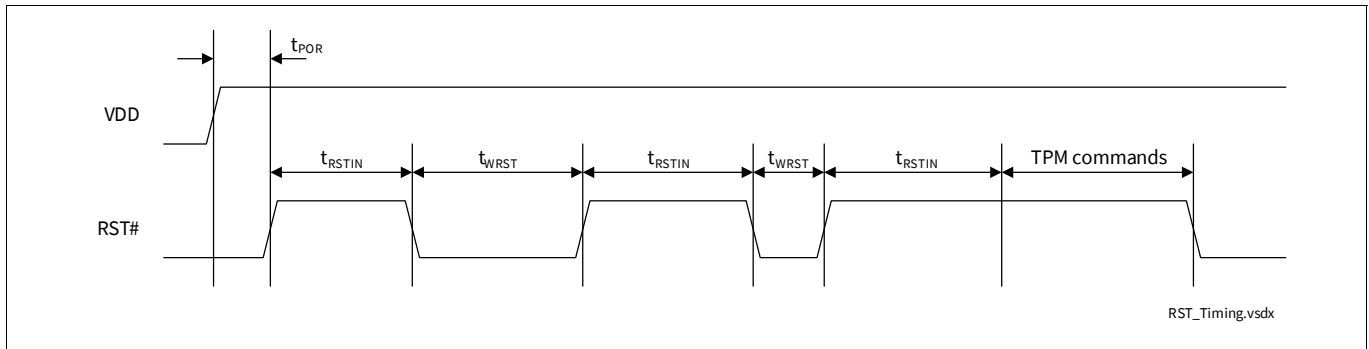 tPOR
VDD
tRSTIN tWRST tRSTIN tWRST tRSTIN TPM commands
RST#
RST_Timing.vsdx